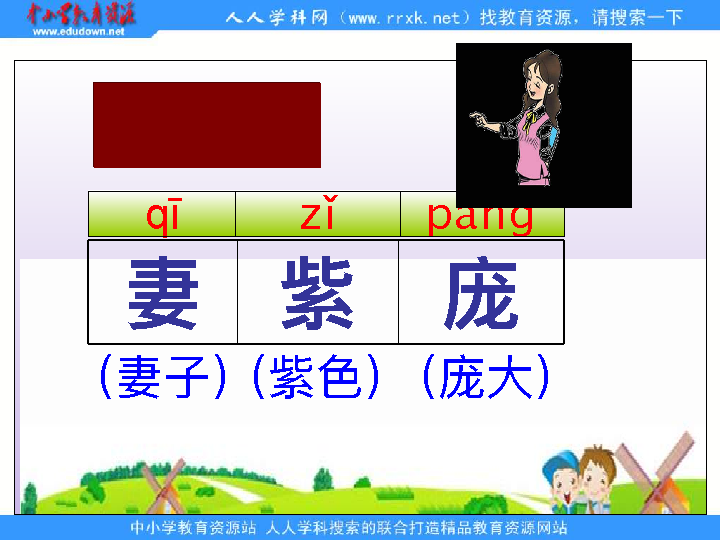 中小学教育资源
www.edudown.net
人人学科网（www.rrxk.net）找教育资源，请搜索一下
qī zǐ pang
妻 紫 庞
（妻子）（紫色）（庞大）
中小学教育资源站 人人学科搜索的联合打造精品教育资源网站